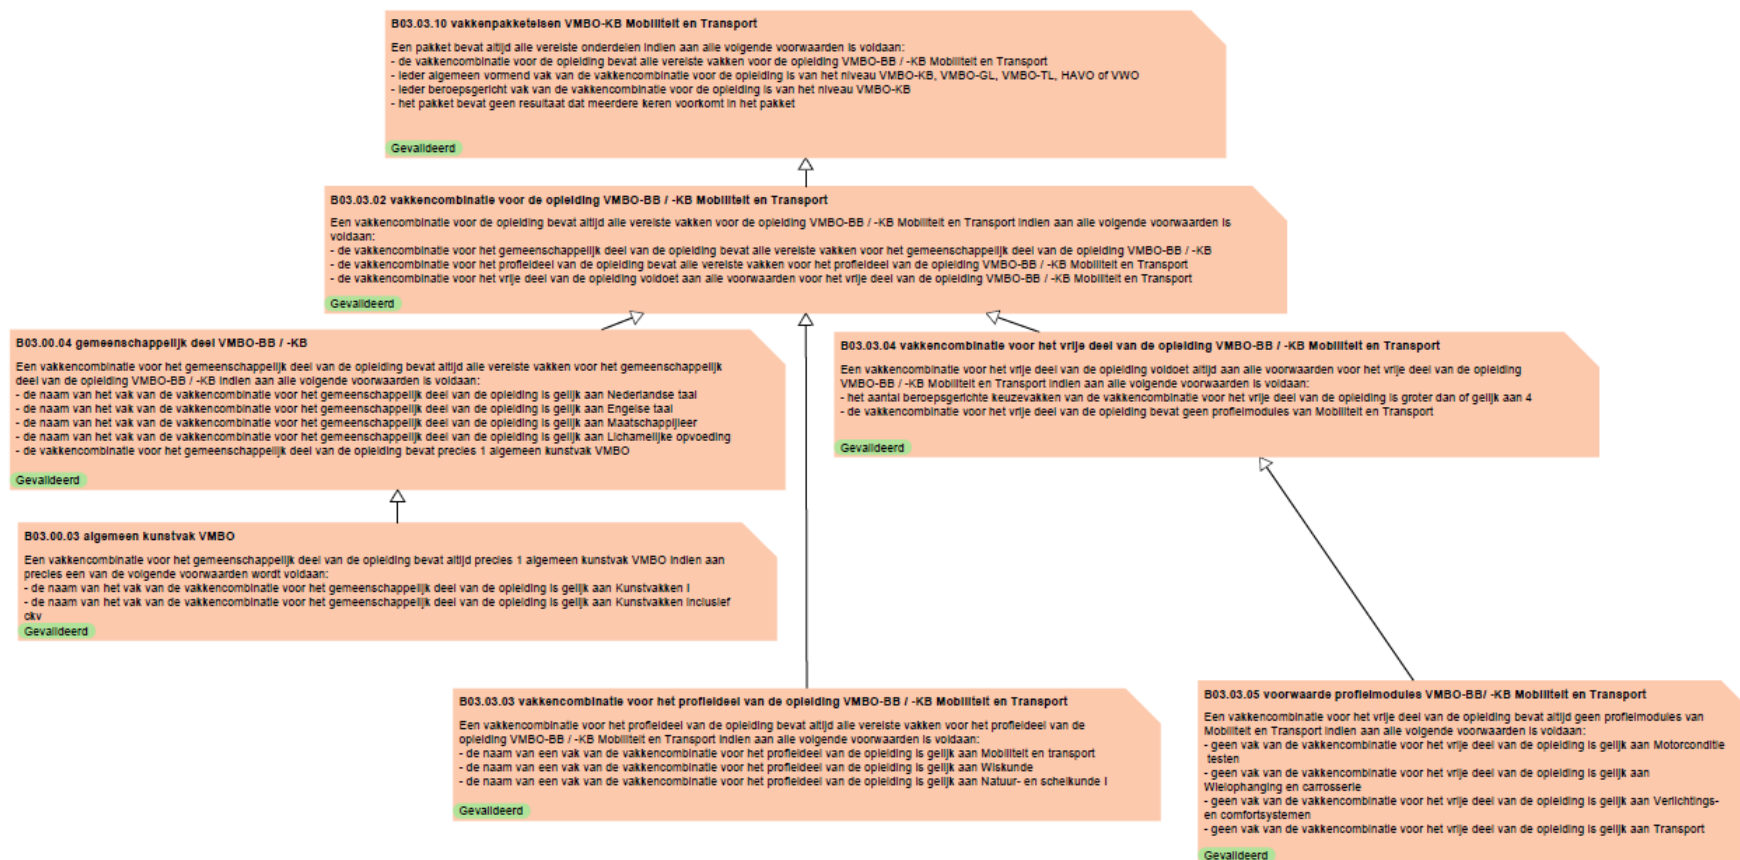 B03.03.10 vakkenpakketeisen VMBO-KB Mobiliteit en Transport
Een pakket bevat altijd alle vereiste onderdelen indien aan alle volgende voorwaarden is voldaan:
- de vakkencombinatie voor de opleiding bevat alle vereiste vakken voor de opleiding VMBO-BB / -KB Mobiliteit en Transport
- ieder algemeen vormend vak van de vakkencombinatie voor de opleiding is van het niveau VMBO-KB, VMBO-GL, VMBO-TL, HAVO of VWO
- ieder beroepsgericht vak van de vakkencombinatie voor de opleiding is van het niveau VMBO-KB
- het pakket bevat geen resultaat dat meerdere keren voorkomt in het pakket
Gevalideerd
B03.03.02 vakkencombinatie voor de opleiding VMBO-BB / -KB Mobiliteit en Transport
Een vakkencombinatie voor de opleiding bevat altijd alle vereiste vakken voor de opleiding VMBO-BB / -KB Mobiliteit en Transport indien aan alle volgende voorwaarden is
voldaan:
- de vakkencombinatie voor het gemeenschappelijk deel van de opleiding bevat alle vereiste vakken voor het gemeenschappelijk deel van de opleiding VMBO-BB / -KB
- de vakkencombinatie voor het profieldeel van de opleiding bevat alle vereiste vakken voor het profieldeel van de opleiding VMBO-BB / -KB Mobiliteit en Transport
- de vakkencombinatie voor het vrije deel van de opleiding voldoet aan alle voorwaarden voor het vrije deel van de opleiding VMBO-BB / -KB Mobiliteit en Transport
Gevalideerd
B03.00.04 gemeenschappelijk deel VMBO-BB / -KB
Een vakkencombinatie voor het gemeenschappelijk deel van de opleiding bevat altijd alle vereiste vakken voor het gemeenschappelijk
deel van de opleiding VMBO-BB / -KB indien aan alle volgende voorwaarden is voldaan:
- de naam van het vak van de vakkencombinatie voor het gemeenschappelijk deel van de opleiding is gelijk aan Nederlandse taal
- de naam van het vak van de vakkencombinatie voor het gemeenschappelijk deel van de opleiding is gelijk aan Engelse taal
- de naam van het vak van de vakkencombinatie voor het gemeenschappelijk deel van de opleiding is gelijk aan Maatschappijleer
- de naam van het vak van de vakkencombinatie voor het gemeenschappelijk deel van de opleiding is gelijk aan Lichamelijke opvoeding
- de vakkencombinatie voor het gemeenschappelijk deel van de opleiding bevat precies 1 algemeen kunstvak VMBO
Gevalideerd
B03.03.04 vakkencombinatie voor het vrije deel van de opleiding VMBO-BB / -KB Mobiliteit en Transport
Een vakkencombinatie voor het vrije deel van de opleiding voldoet altijd aan alle voorwaarden voor het vrije deel van de opleiding
VMBO-BB / -KB Mobiliteit en Transport indien aan alle volgende voorwaarden is voldaan:
- het aantal beroepsgerichte keuzevakken van de vakkencombinatie voor het vrije deel van de opleiding is groter dan of gelijk aan 4
- de vakkencombinatie voor het vrije deel van de opleiding bevat geen profielmodules van Mobiliteit en Transport
Gevalideerd
B03.00.03 algemeen kunstvak VMBO
Een vakkencombinatie voor het gemeenschappelijk deel van de opleiding bevat altijd precies 1 algemeen kunstvak VMBO indien aan
precies een van de volgende voorwaarden wordt voldaan:
- de naam van het vak van de vakkencombinatie voor het gemeenschappelijk deel van de opleiding is gelijk aan Kunstvakken I
- de naam van het vak van de vakkencombinatie voor het gemeenschappelijk deel van de opleiding is gelijk aan Kunstvakken inclusief
ckv
Gevalideerd
B03.03.03 vakkencombinatie voor het profieldeel van de opleiding VMBO-BB / -KB Mobiliteit en Transport
Een vakkencombinatie voor het profieldeel van de opleiding bevat altijd alle vereiste vakken voor het profieldeel van de
opleiding VMBO-BB / -KB Mobiliteit en Transport indien aan alle volgende voorwaarden is voldaan:
- de naam van een vak van de vakkencombinatie voor het profieldeel van de opleiding is gelijk aan Mobiliteit en transport
- de naam van een vak van de vakkencombinatie voor het profieldeel van de opleiding is gelijk aan Wiskunde
- de naam van een vak van de vakkencombinatie voor het profieldeel van de opleiding is gelijk aan Natuur- en scheikunde I
Gevalideerd
B03.03.05 voorwaarde profielmodules VMBO-BB/ -KB Mobiliteit en Transport
Een vakkencombinatie voor het vrije deel van de opleiding bevat altijd geen profielmodules van
Mobiliteit en Transport indien aan alle volgende voorwaarden is voldaan:
- geen vak van de vakkencombinatie voor het vrije deel van de opleiding is gelijk aan Motorconditie
testen
- geen vak van de vakkencombinatie voor het vrije deel van de opleiding is gelijk aan
Wielophanging en carrosserie
- geen vak van de vakkencombinatie voor het vrije deel van de opleiding is gelijk aan Verlichtings-
en comfortsystemen
- geen vak van de vakkencombinatie voor het vrije deel van de opleiding is gelijk aan Transport
Gevalideerd